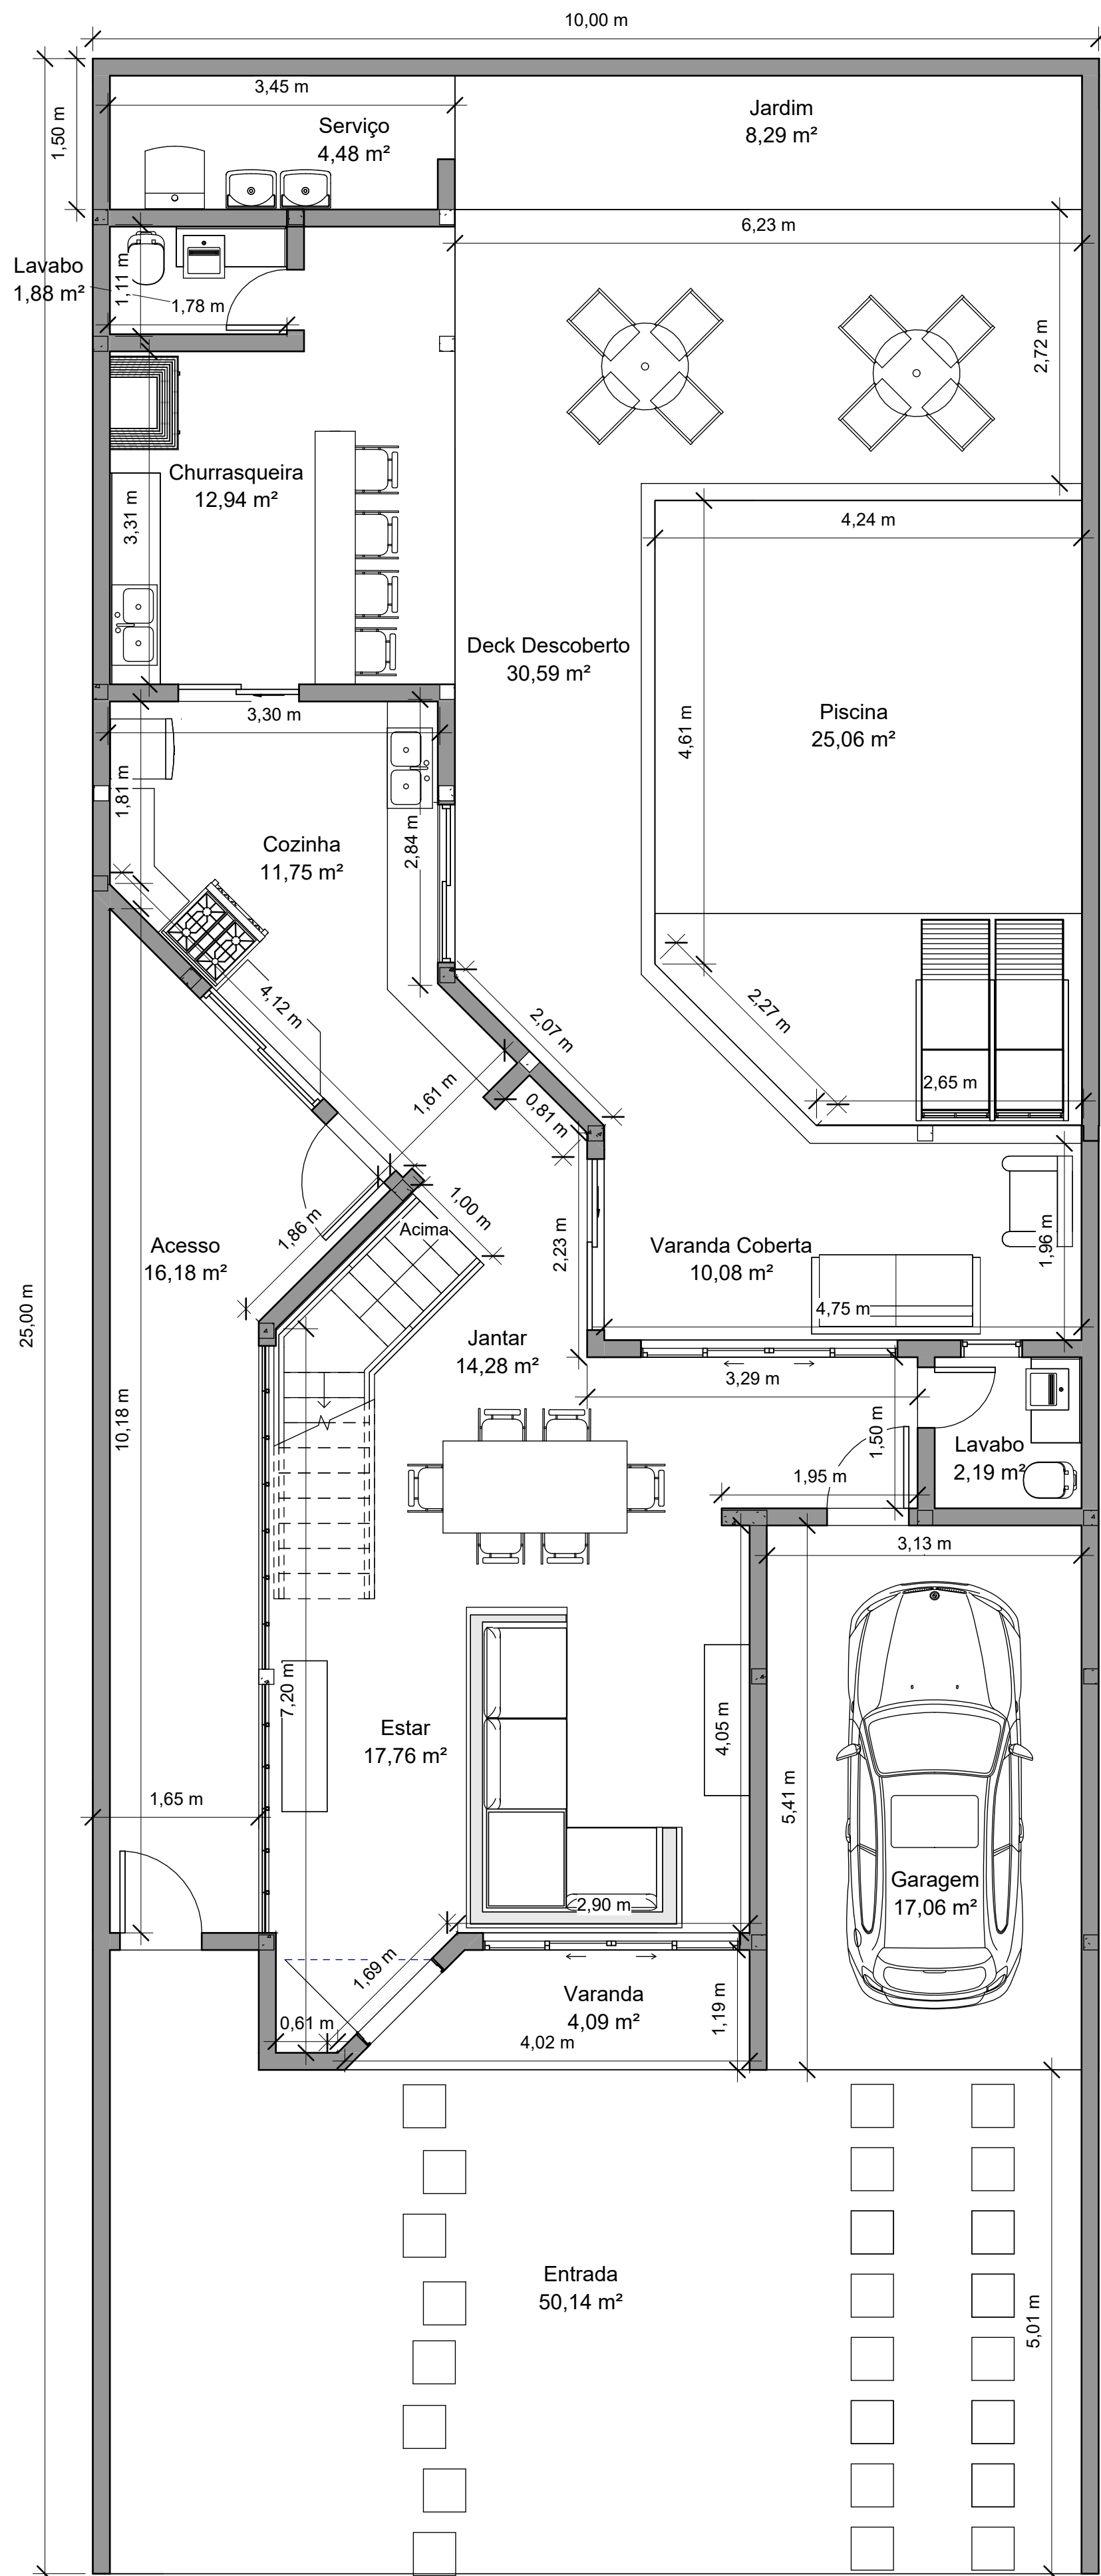 10,00 m
3,45 m
1,50 m
Serviço
4,48 m²
Jardim
8,29 m²
6,23 m
Lavabo
1,88 m²
1,11 m
1,78 m
2,72 m
Churrasqueira
12,94 m²
3,31 m
4,24 m
Deck Descoberto
30,59 m²
Piscina
25,06 m²
4,61 m
3,30 m
1,81 m
Cozinha
11,75 m²
2,84 m
4,12 m
2,07 m
2,27 m
2,65 m
1,61 m
0,81 m
1,86 m
1,00 m
Acima
Acesso
16,18 m²
2,23 m
Varanda Coberta
10,08 m²
1,96 m
4,75 m
25,00 m
Jantar
14,28 m²
3,29 m
10,18 m
1,50 m
Lavabo
2,19 m²
1,95 m
3,13 m
7,20 m
Estar
17,76 m²
4,05 m
5,41 m
1,65 m
Garagem
17,06 m²
2,90 m
1,69 m
Varanda
4,09 m²
1,19 m
0,61 m
4,02 m
Entrada
50,14 m²
5,01 m